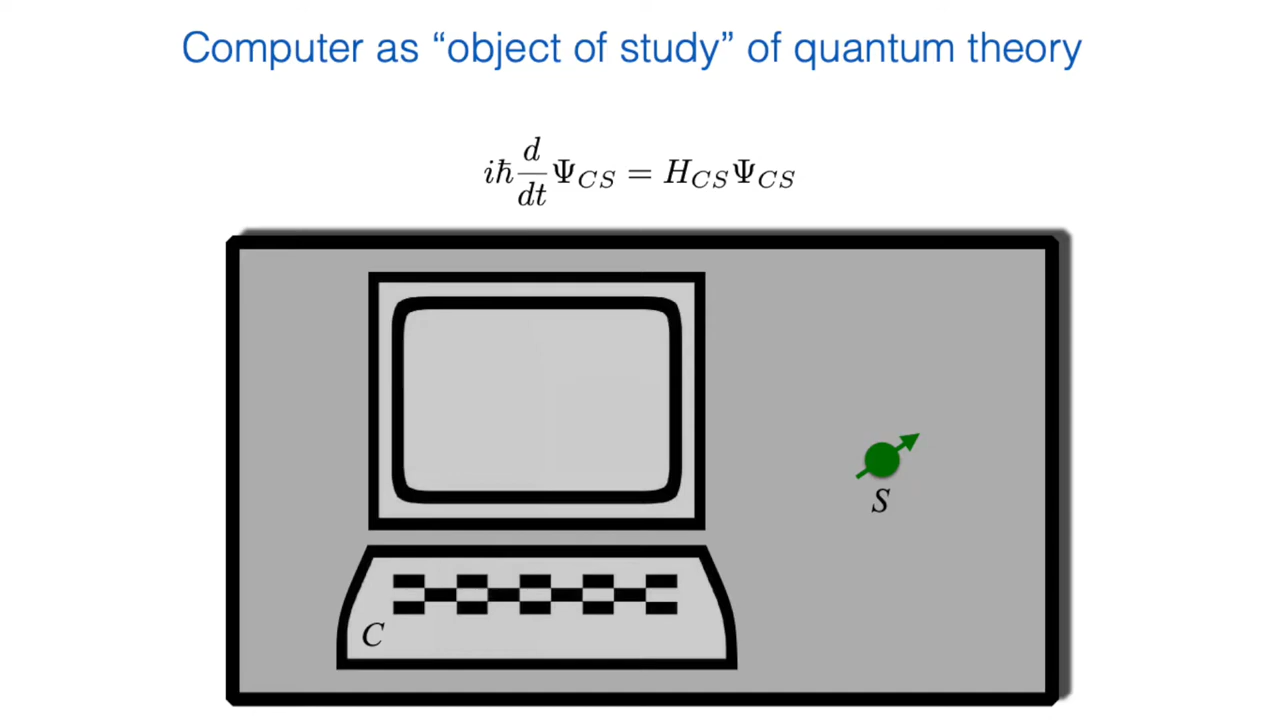 Computer as “object of study” of quantum theory
iħ d/dt Ψ_CS = H_CS Ψ_CS
S
C